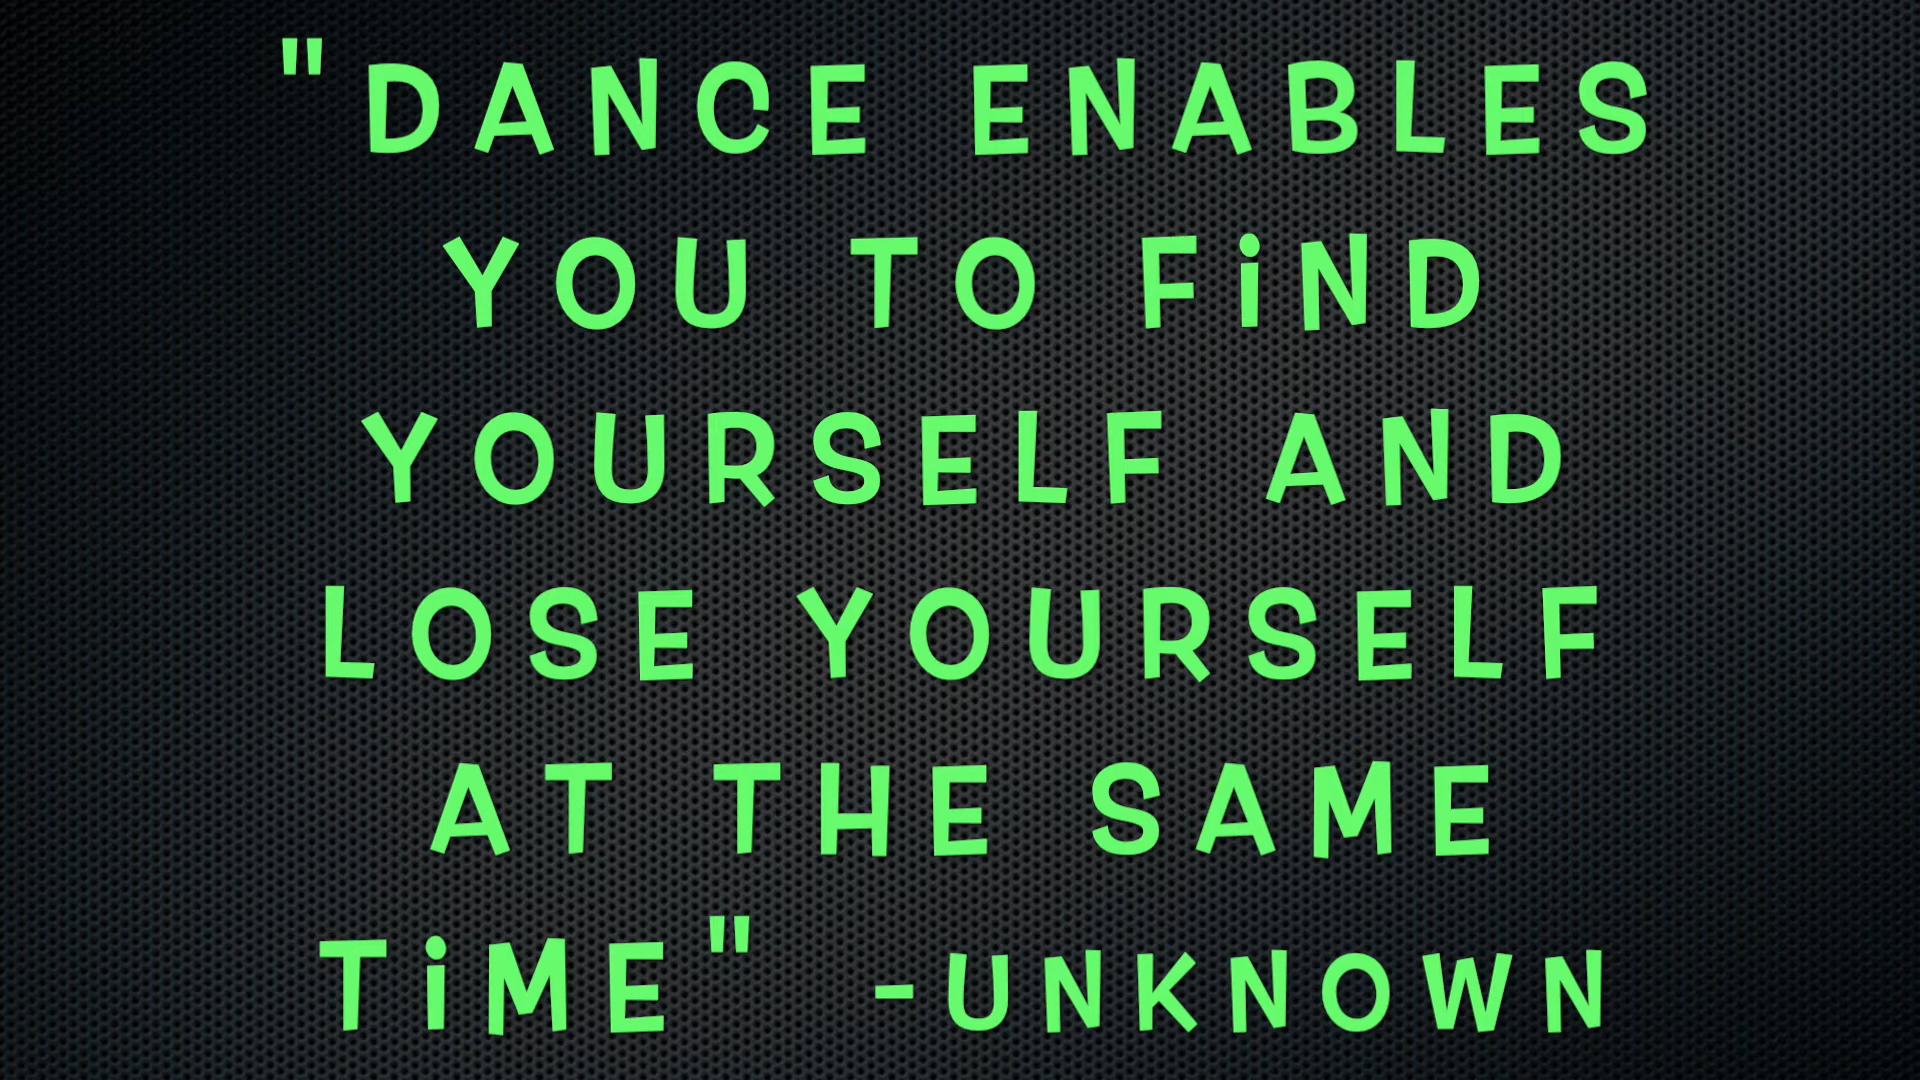 "DANCE ENABLES
YOU TO FiND
YOURSELF AND
LOSE YOURSELF
AT THE SAME
TiME" -UNKNOWN